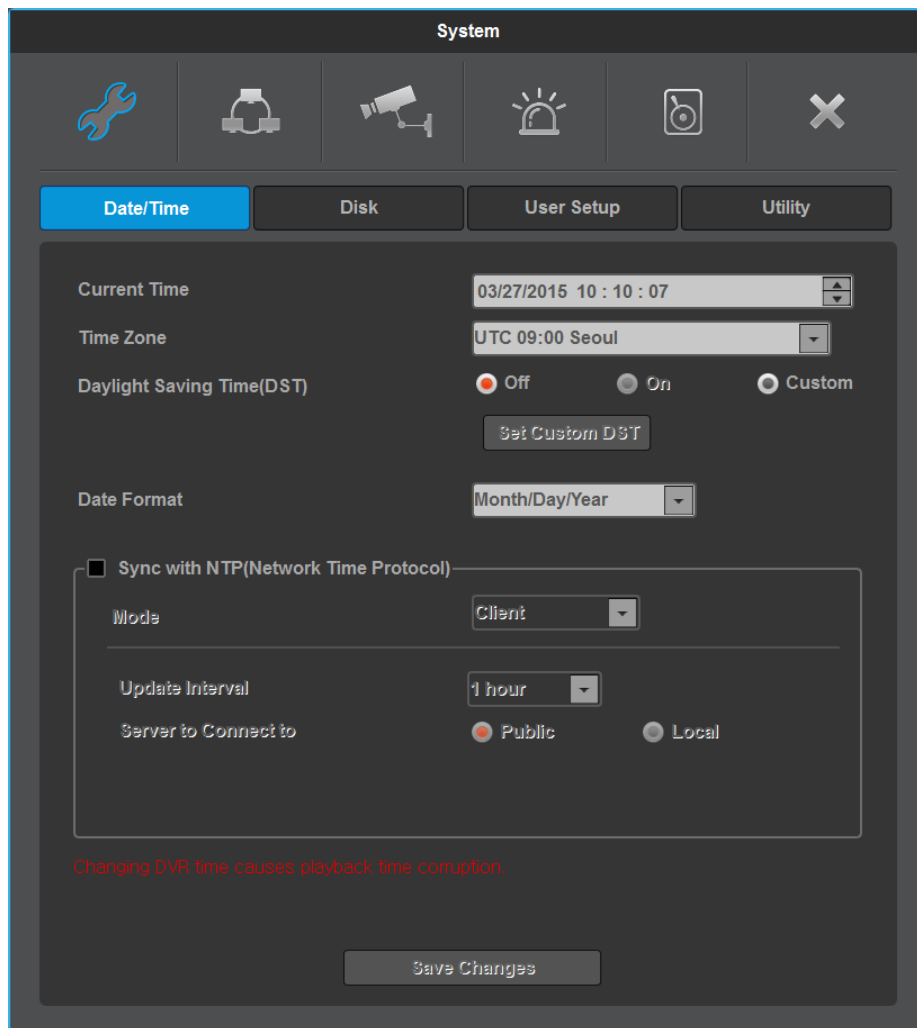 System
Date/Time Disk User Setup Utility
Current Time 03/27/2015 10 : 10 : 07
Time Zone UTC 09:00 Seoul
Daylight Saving Time(DST) Off On Custom
Set Custom DST
Date Format Month/Day/Year
Sync with NTP(Network Time Protocol)
Mode Client
Update Interval 1 hour
Server to Connect to Public Local
Changing DVR time causes playback time corruption.
Save Changes